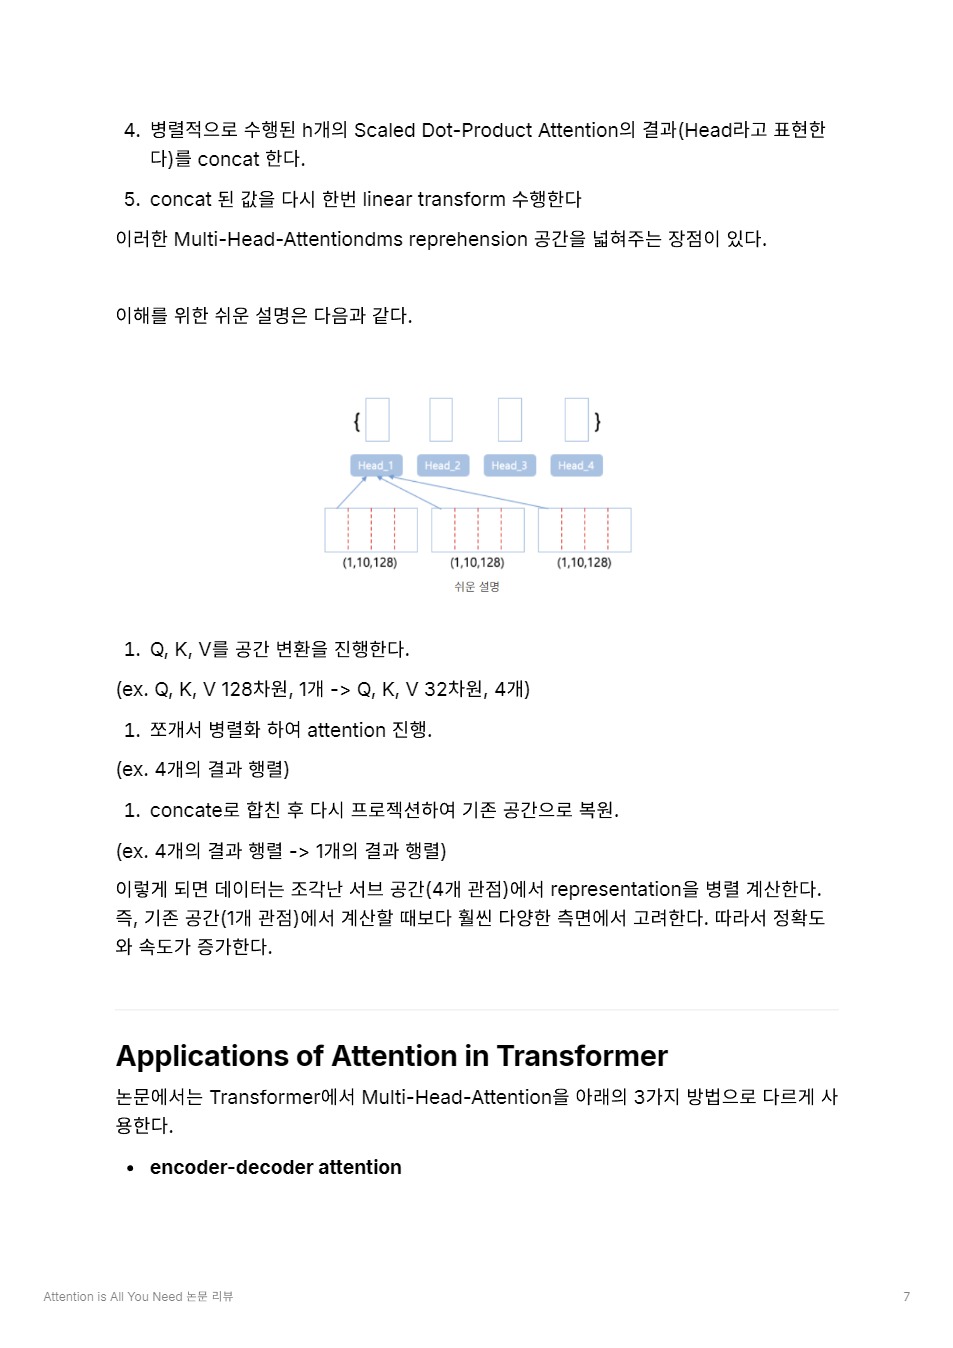 4. 병렬적으로 수행된 h개의 Scaled Dot-Product Attention의 결과(Head라고 표현한
다)를 concat 한다.
5. concat 된 값을 다시 한번 linear transform 수행한다
이러한 Multi-Head-Attentiondms reprehension 공간을 넓혀주는 장점이 있다.
이해를 위한 쉬운 설명은 다음과 같다.
{ }
Head_1 Head_2 Head_3 Head_4
(1,10,128) (1,10,128) (1,10,128)
쉬운 설명
1. Q, K, V를 공간 변환을 진행한다.
(ex. Q, K, V 128차원, 1개 -> Q, K, V 32차원, 4개)
1. 쪼개서 병렬화 하여 attention 진행.
(ex. 4개의 결과 행렬)
1. concate로 합친 후 다시 프로젝션하여 기존 공간으로 복원.
(ex. 4개의 결과 행렬 -> 1개의 결과 행렬)
이렇게 되면 데이터는 조각난 서브 공간(4개 관점)에서 representation을 병렬 계산한다.
즉, 기존 공간(1개 관점)에서 계산할 때보다 훨씬 다양한 측면에서 고려한다. 따라서 정확도
와 속도가 증가한다.
Applications of Attention in Transformer
논문에서는 Transformer에서 Multi-Head-Attention을 아래의 3가지 방법으로 다르게 사
용한다.
• encoder-decoder attention
Attention is All You Need 논문 리뷰 7